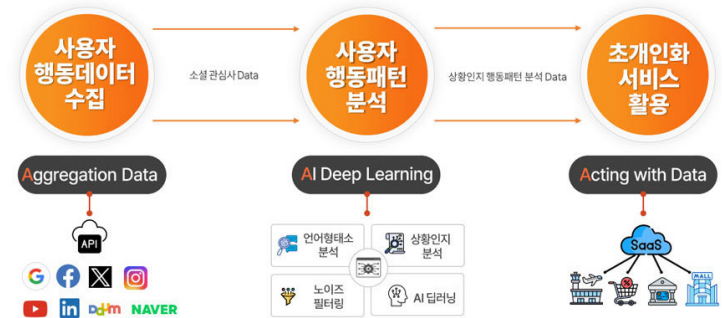 사용자
행동데이터
수집
소셜 관심사 Data
사용자
행동패턴
분석
상황인지 행동패턴 분석 Data
초개인화
서비스
활용
Aggregation Data
AI Deep Learning
Acting with Data
API
G
f
X
in
Daum
NAVER
언어형태소
분석
상황인지
분석
노이즈
필터링
AI 딥러닝
SaaS
%
MALL